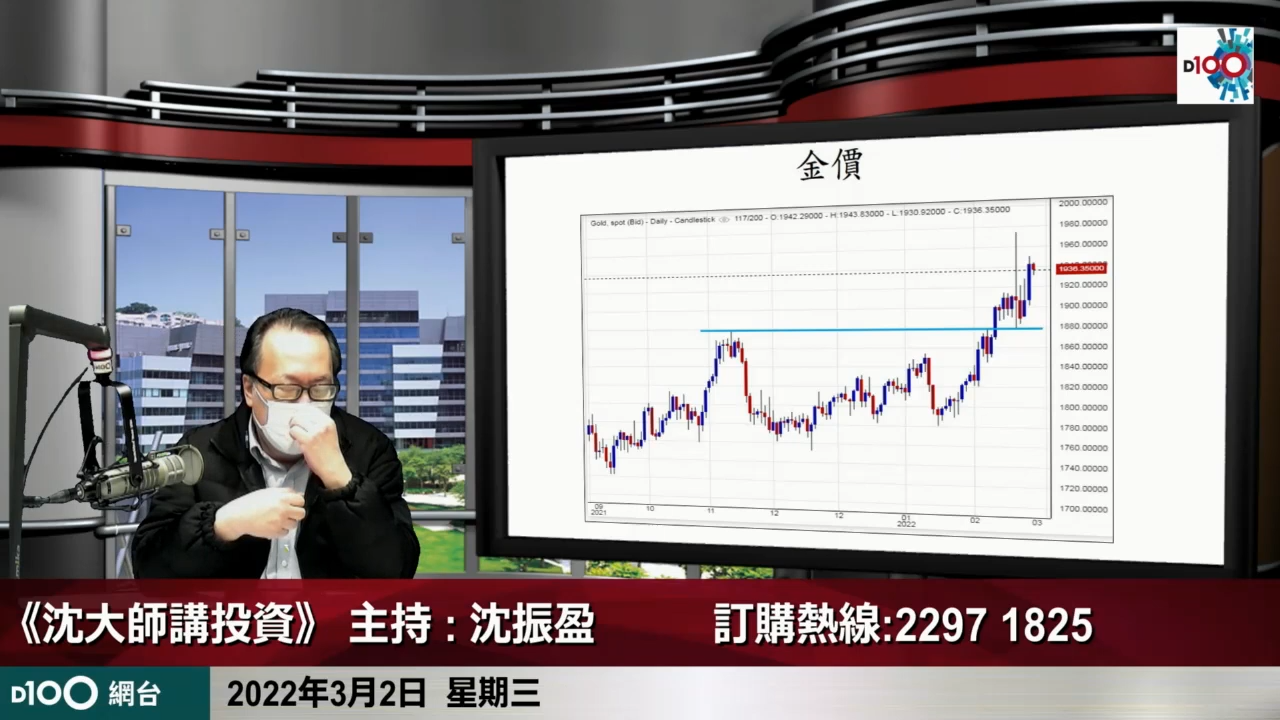 D100
金價
Gold, spot (Bid) - Daily - Candlestick 117/200 - O:1942.29000 - H:1943.83000 - L:1930.92000 - C:1936.35000
2000.00000
1980.00000
1960.00000
1936.35000
1920.00000
1900.00000
1880.00000
1860.00000
1840.00000
1820.00000
1800.00000
1780.00000
1760.00000
1740.00000
1720.00000
1700.00000
09 10 11 12 12 01 02 03
2021 2022
D100
《沈大師講投資》 主持 : 沈振盈 訂購熱線:2297 1825
D100 網台 2022年3月2日 星期三